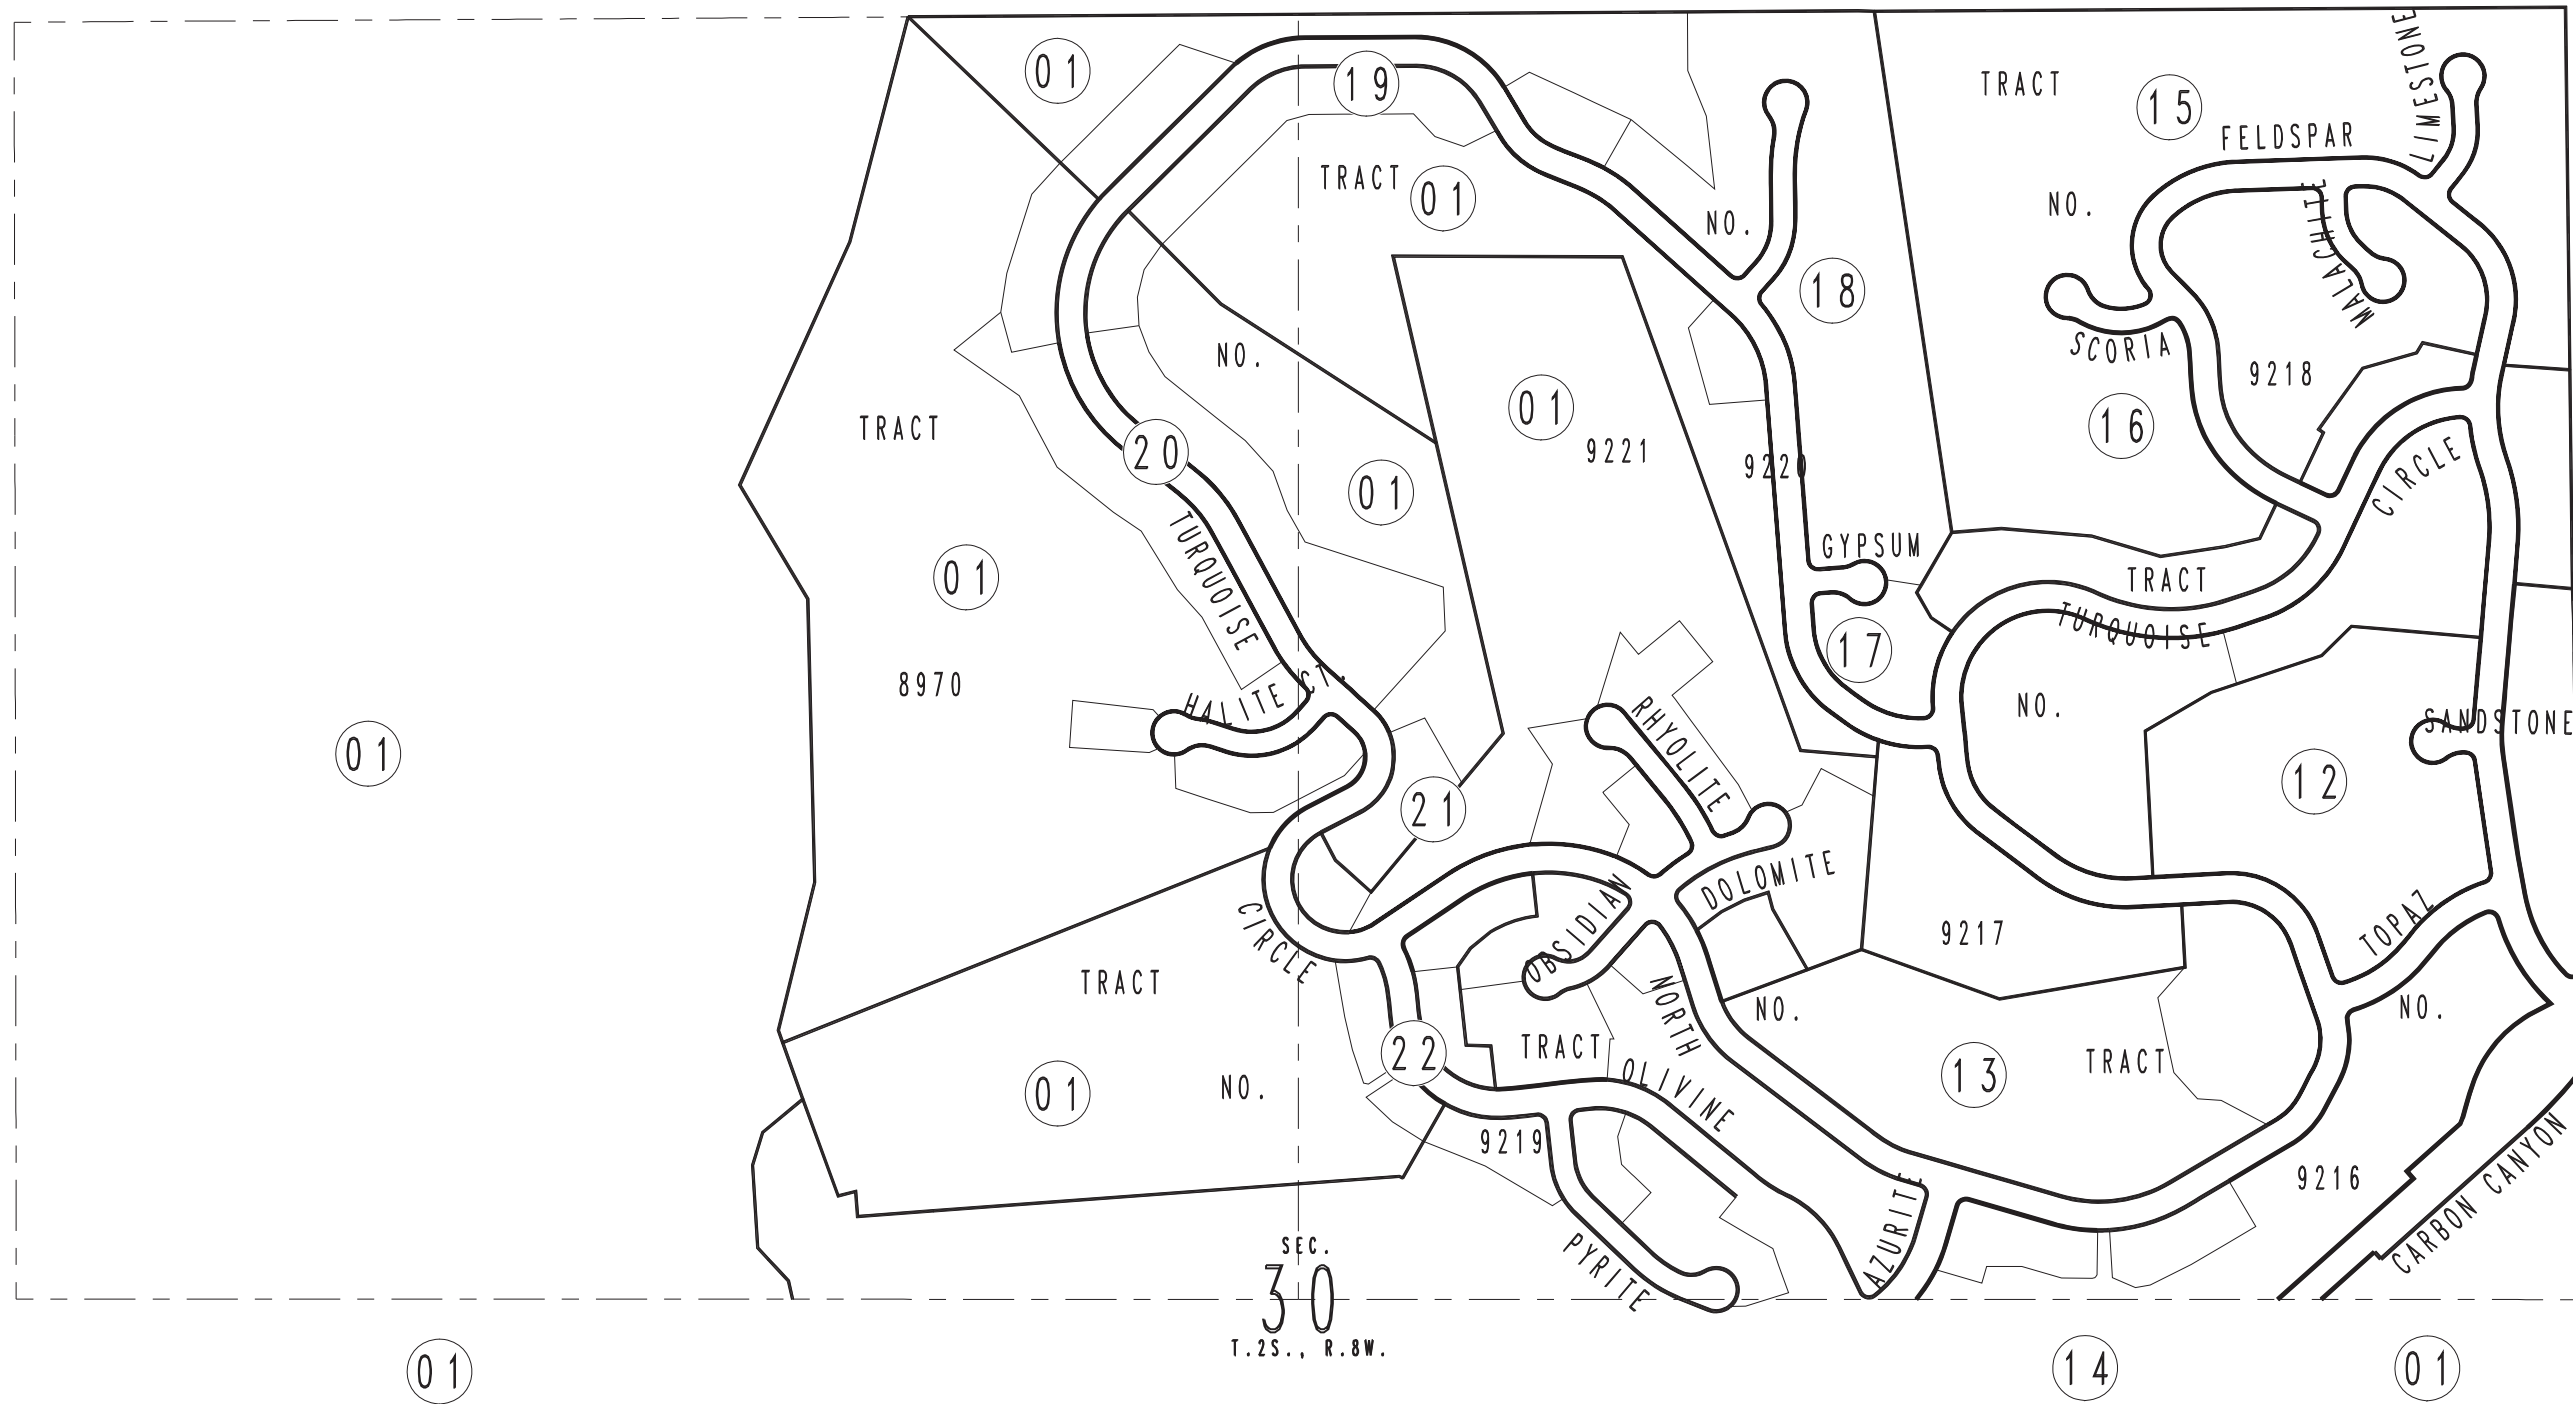 LIMESTONE
01
19
TRACT
15
FELDSPAR
TRACT
01
NO.
NO.
MALACHITE
18
SCORIA
NO.
9218
01
TRACT
9221
16
20
01
9220
CIRCLE
TURQUOISE
GYPSUM
01
TRACT
TURQUOISE
17
8970
HALITE CT.
RHYOLITE
NO.
SANDSTONE
01
12
21
DOLOMITE
OBSIDIAN
TOPAZ
9217
CIRCLE
TRACT
NORTH
NO.
NO.
TRACT
22
TRACT
13
OLIVINE
01
NO.
9219
CARBON CANYON
9216
AZURITE
PYRITE
SEC.
30
T.2S., R.8W.
01
14
01